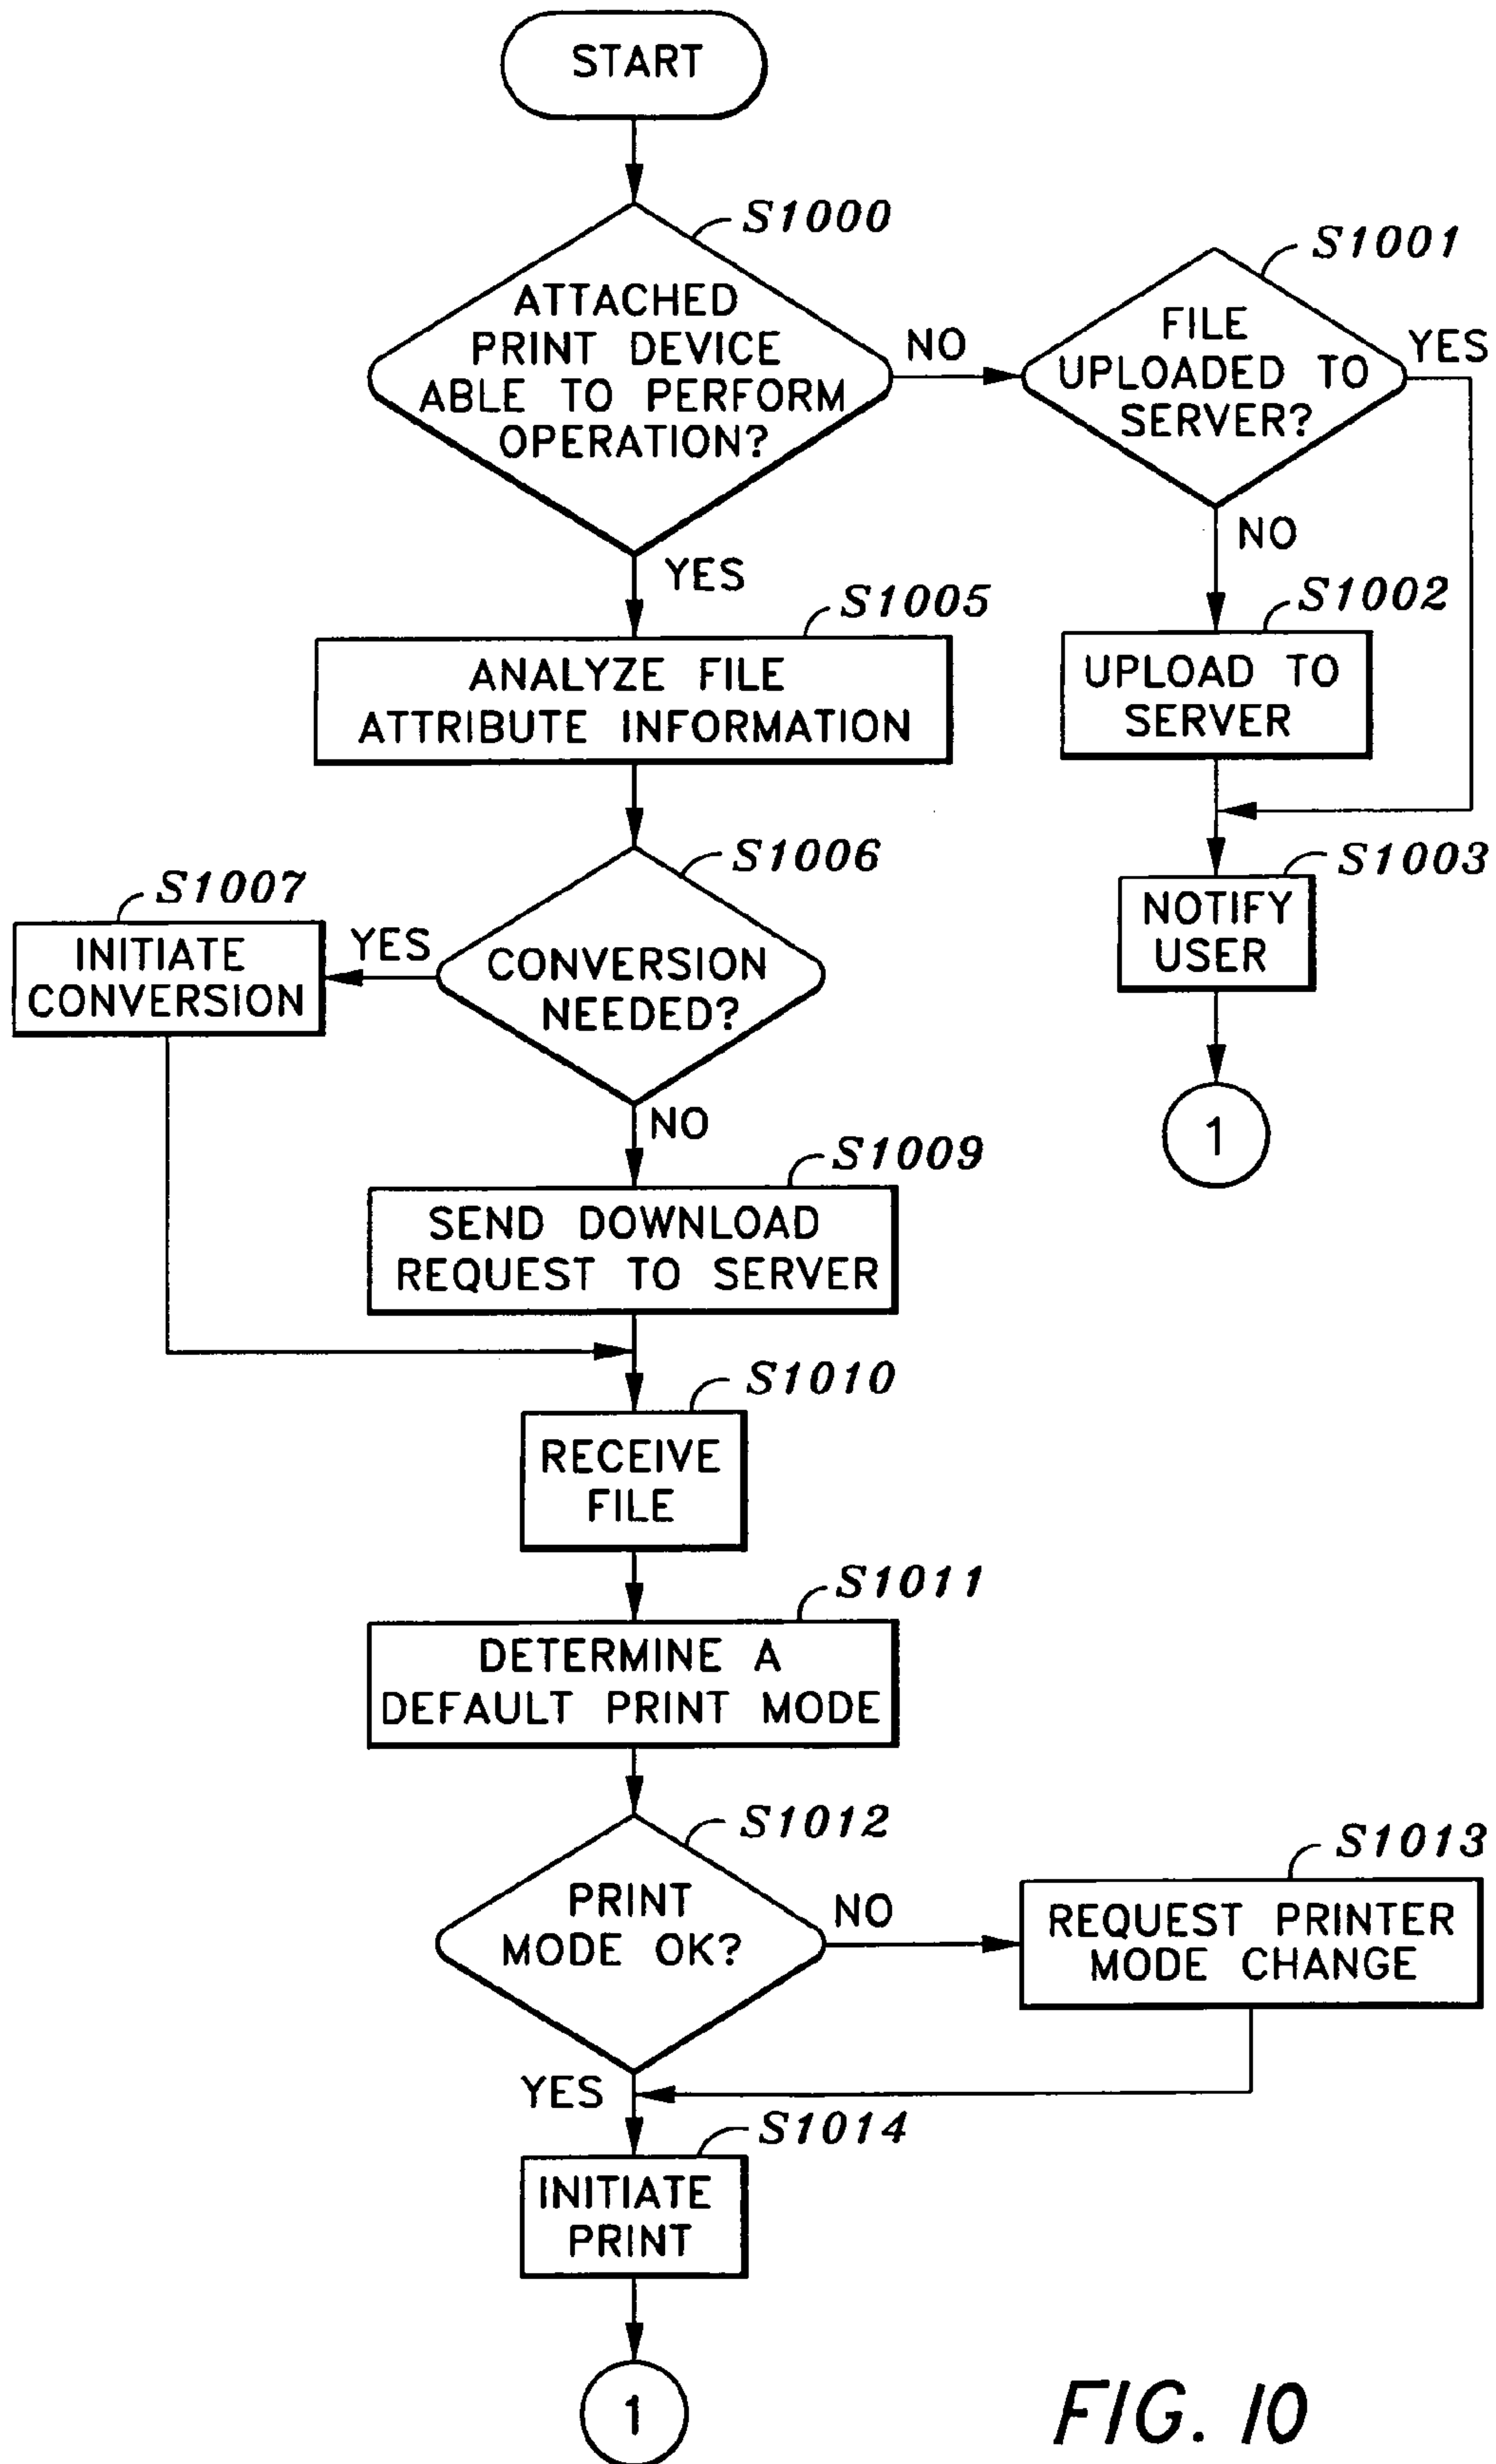 START
S1000
ATTACHED
PRINT DEVICE
ABLE TO PERFORM
OPERATION?
NO
S1001
FILE
UPLOADED TO
SERVER?
YES
NO
YES
S1002
UPLOAD TO
SERVER
S1003
NOTIFY
USER
1
S1005
ANALYZE FILE
ATTRIBUTE INFORMATION
S1006
CONVERSION
NEEDED?
YES
S1007
INITIATE
CONVERSION
NO
S1009
SEND DOWNLOAD
REQUEST TO SERVER
S1010
RECEIVE
FILE
S1011
DETERMINE A
DEFAULT PRINT MODE
S1012
PRINT
MODE OK?
NO
S1013
REQUEST PRINTER
MODE CHANGE
YES
S1014
INITIATE
PRINT
1
FIG. 10